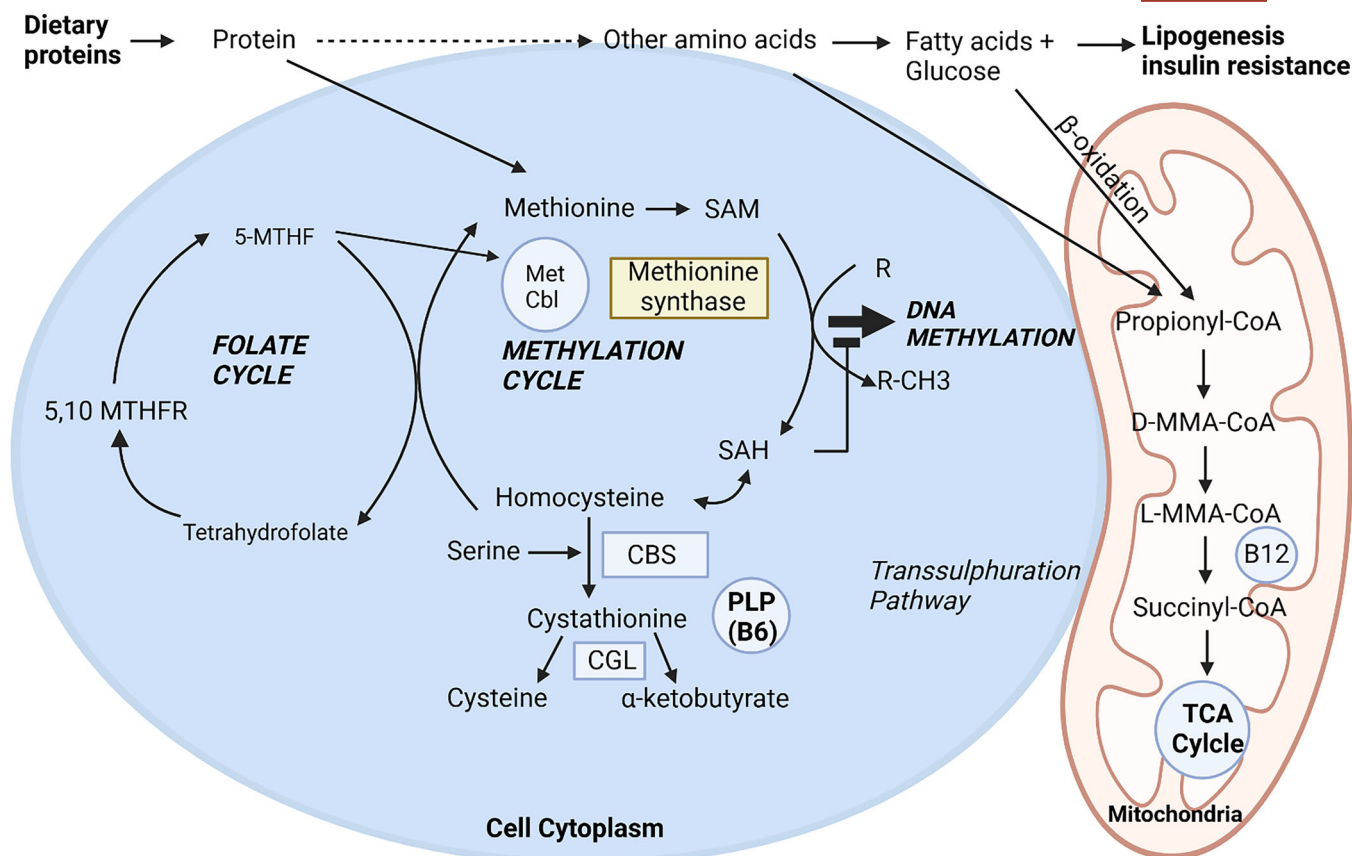 Dietary
proteins
Protein
Other amino acids
Fatty acids +
Glucose
Lipogenesis
insulin resistance
β-oxidation
Methionine
SAM
5-MTHF
Met
Cbl
Methionine
synthase
R
DNA
METHYLATION
FOLATE
CYCLE
METHYLATION
CYCLE
R-CH3
5,10 MTHFR
SAH
Homocysteine
Tetrahydrofolate
Serine
CBS
Transsulphuration
Pathway
Cystathionine
PLP
(B6)
CGL
Cysteine
α-ketobutyrate
Cell Cytoplasm
Propionyl-CoA
D-MMA-CoA
L-MMA-CoA
B12
Succinyl-CoA
TCA
Cylcle
Mitochondria